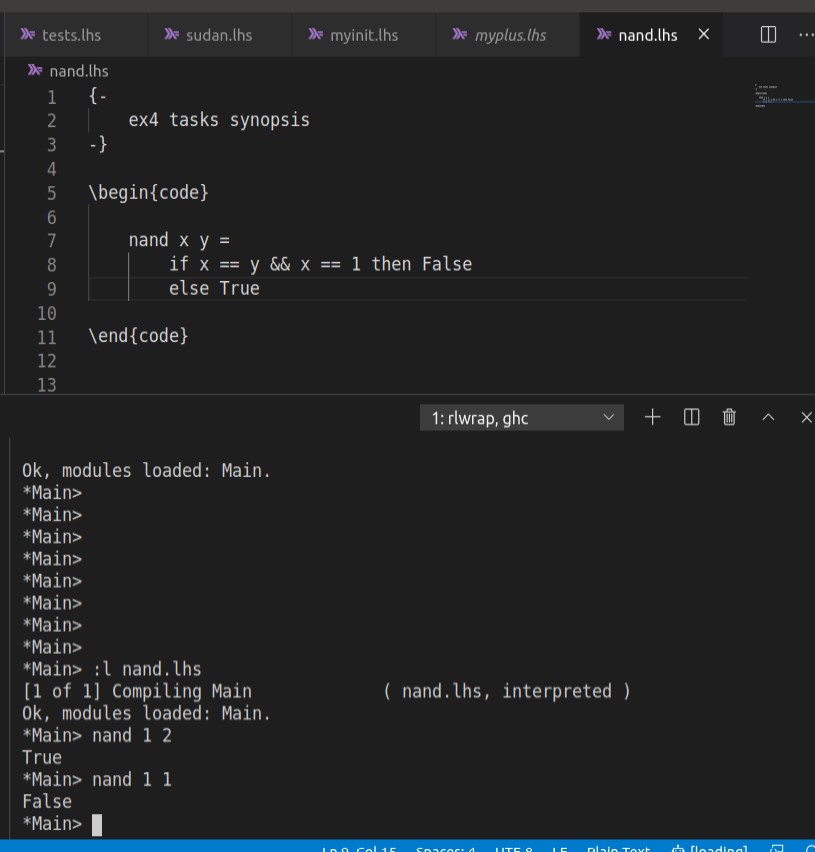 tests.lhs sudan.lhs myinit.lhs myplus.lhs nand.lhs
nand.lhs
1 {-
2     ex4 tasks synopsis
3 -}
4
5 \begin{code}
6
7     nand x y =
8         if x == y && x == 1 then False
9         else True
10
11 \end{code}
12
13
1: rlwrap, ghc
Ok, modules loaded: Main.
*Main>
*Main>
*Main>
*Main>
*Main>
*Main>
*Main>
*Main>
*Main> :l nand.lhs
[1 of 1] Compiling Main             ( nand.lhs, interpreted )
Ok, modules loaded: Main.
*Main> nand 1 2
True
*Main> nand 1 1
False
*Main>
Ln 9, Col 15 Spaces: 4 UTF-8 LF Plain Text [loading]